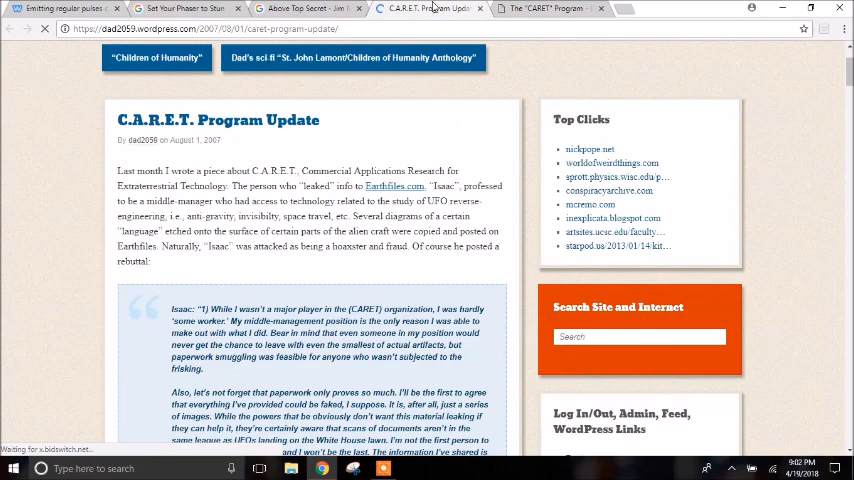 Emitting regular pulses o
Set Your Phaser to Stun
Above Top Secret - Jim M
C.A.R.E.T. Program Updat
The "CARET" Program -
https://dad2059.wordpress.com/2007/08/01/caret-program-update/
"Children of Humanity"
Dad's sci fi "St. John Lamont/Children of Humanity Anthology"
C.A.R.E.T. Program Update
By dad2059 on August 1, 2007
Last month I wrote a piece about C.A.R.E.T., Commercial Applications Research for
Extraterrestrial Technology. The person who "leaked" info to Earthfiles.com, "Isaac", professed
to be a middle-manager who had access to technology related to the study of UFO reverse-
engineering, i.e., anti-gravity, invisibilty, space travel, etc. Several diagrams of a certain
"language" etched onto the surface of certain parts of the alien craft were copied and posted on
Earthfiles. Naturally, "Isaac" was attacked as being a hoaxster and fraud. Of course he posted a
rebuttal:
Isaac: "1) While I wasn't a major player in the (CARET) organization, I was hardly
'some worker.' My middle-management position is the only reason I was able to
make out with what I did. Bear in mind that even someone in my position would
never get the chance to leave with even the smallest of actual artifacts, but
paperwork smuggling was feasible for anyone who wasn't subjected to the
frisking.
Also, let's not forget that paperwork only proves so much. I'll be the first to agree
that everything I've provided could be faked, I suppose. It is, after all, just a series
of images. While the powers that be obviously don't want this material leaking if
they can help it, they're certainly aware that scans of documents aren't in the
same league as UFOs landing on the White House lawn. I'm not the first person to
and I won't be the last. The information I've shared is
Top Clicks
nickpope.net
worldofweirdthings.com
sprott.physics.wisc.edu/p...
conspiracyarchive.com
mcremo.com
inexplicata.blogspot.com
artsites.ucsc.edu/faculty...
starpod.us/2013/01/14/kit...
Search Site and Internet
Search
Log In/Out, Admin, Feed,
WordPress Links
Waiting for x.bidswitch.net...
Type here to search
9:02 PM
4/19/2018